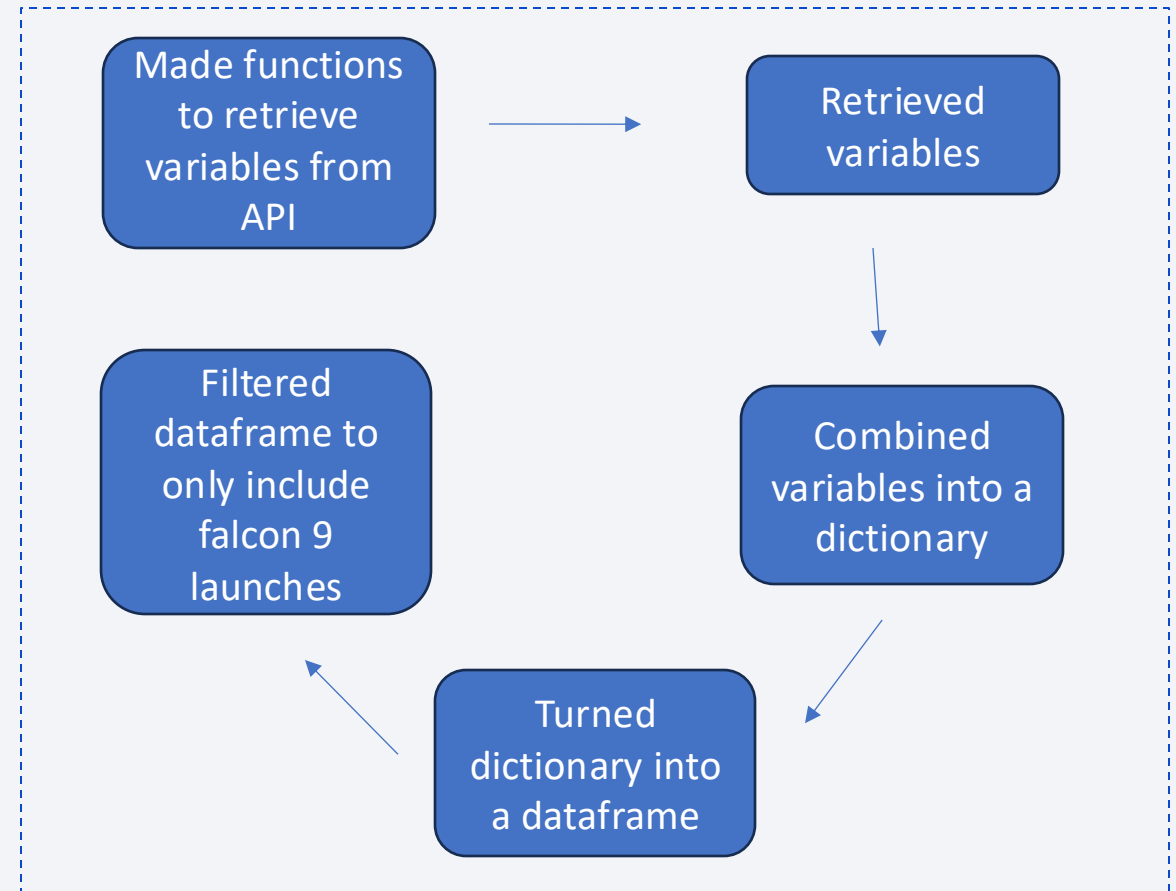 Made functions
to retrieve
variables from
API
Retrieved
variables
Combined
variables into a
dictionary
Turned
dictionary into
a dataframe
Filtered
dataframe to
only include
falcon 9
launches